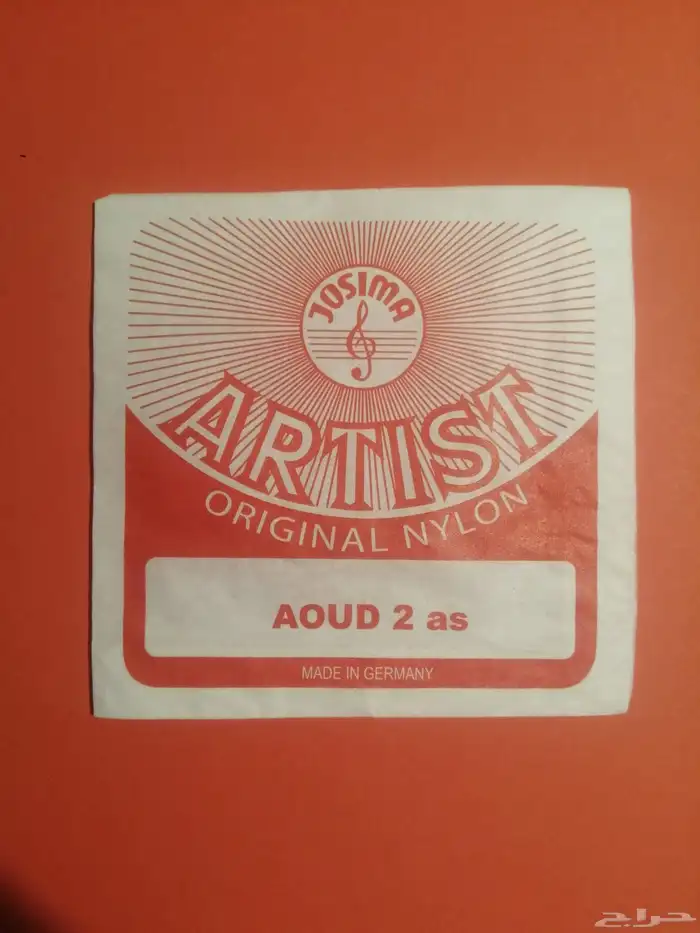 JOSIMA
ARTIST
ORIGINAL NYLON
AOUD 2 as
MADE IN GERMANY
حراج